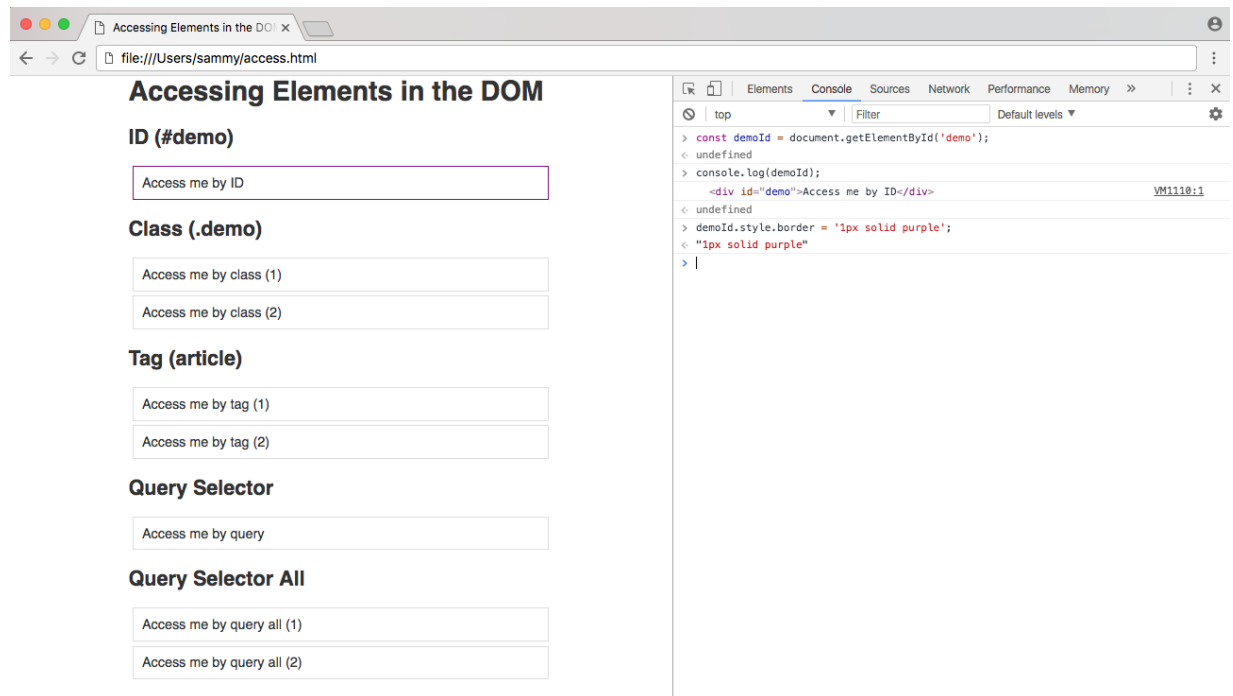 Accessing Elements in the DO
file:///Users/sammy/access.html
Accessing Elements in the DOM
ID (#demo)
Access me by ID
Class (.demo)
Access me by class (1)
Access me by class (2)
Tag (article)
Access me by tag (1)
Access me by tag (2)
Query Selector
Access me by query
Query Selector All
Access me by query all (1)
Access me by query all (2)
Elements Console Sources Network Performance Memory »
top Filter Default levels
> const demoId = document.getElementById('demo');
undefined
> console.log(demoId);
<div id="demo">Access me by ID</div> VM1110:1
undefined
> demoId.style.border = '1px solid purple';
"1px solid purple"
>